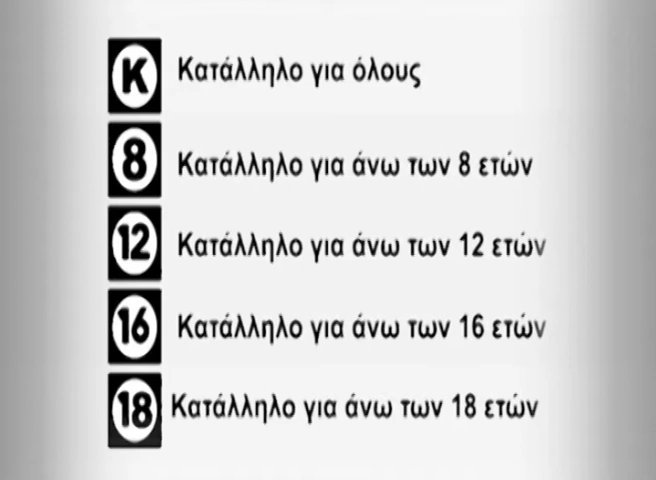 K Κατάλληλο για όλους
8 Κατάλληλο για άνω των 8 ετών
12 Κατάλληλο για άνω των 12 ετών
16 Κατάλληλο για άνω των 16 ετών
18 Κατάλληλο για άνω των 18 ετών